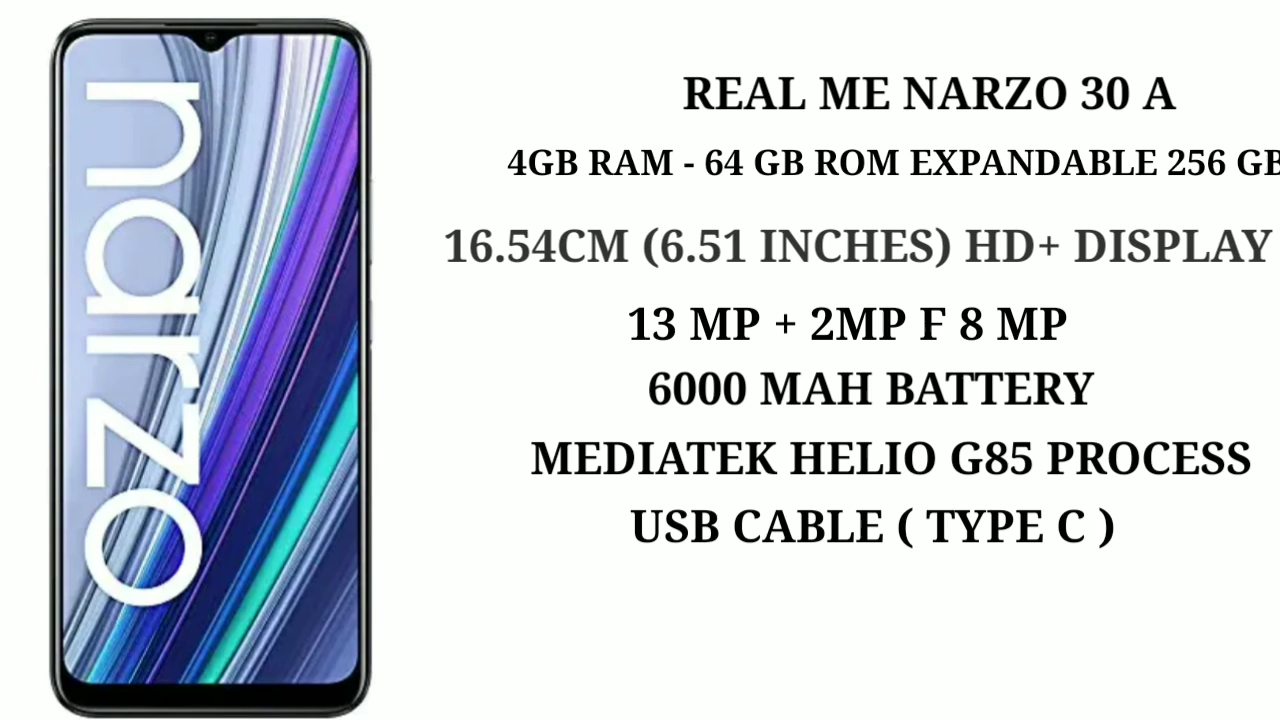 narzo
REAL ME NARZO 30 A
4GB RAM - 64 GB ROM EXPANDABLE 256 GB
16.54CM (6.51 INCHES) HD+ DISPLAY
13 MP + 2MP F 8 MP
6000 MAH BATTERY
MEDIATEK HELIO G85 PROCESS
USB CABLE ( TYPE C )